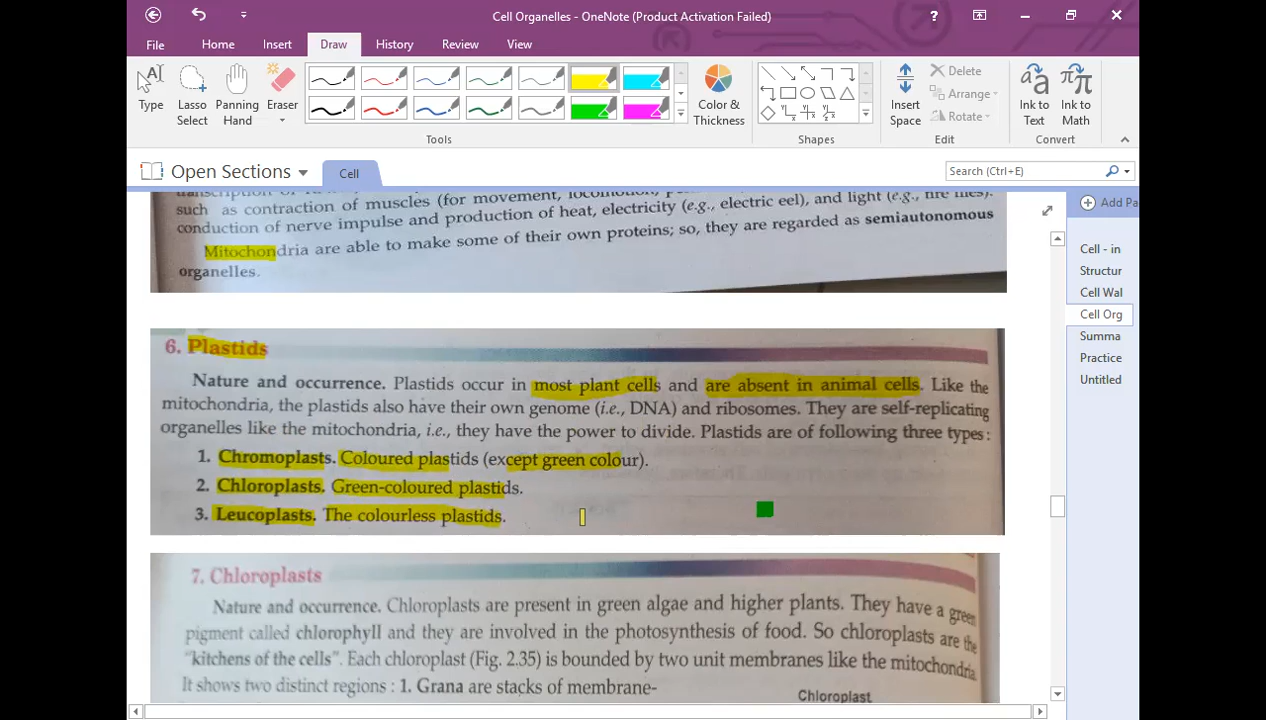 Cell Organelles - OneNote (Product Activation Failed)
?
File Home Insert Draw History Review View
Type
Lasso Select
Panning Hand
Eraser
Color & Thickness
Insert Space
Delete
Arrange
Rotate
Ink to Text
Ink to Math
Tools Shapes Edit Convert
Open Sections Cell Search (Ctrl+E)
Add Pa
Cell - in
Structur
Cell Wal
Cell Org
Summa
Practice
Untitled
such as contraction of muscles (for movement, locomotion,
conduction of nerve impulse and production of heat, electricity (e.g., electric eel), and light (e.g., fire flies).
Mitochondria are able to make some of their own proteins; so, they are regarded as semiautonomous
organelles.
6. Plastids
Nature and occurrence. Plastids occur in most plant cells and are absent in animal cells. Like the
mitochondria, the plastids also have their own genome (i.e., DNA) and ribosomes. They are self-replicating
organelles like the mitochondria, i.e., they have the power to divide. Plastids are of following three types :
1. Chromoplasts. Coloured plastids (except green colour).
2. Chloroplasts. Green-coloured plastids.
3. Leucoplasts. The colourless plastids.
7. Chloroplasts
Nature and occurrence. Chloroplasts are present in green algae and higher plants. They have a green
pigment called chlorophyll and they are involved in the photosynthesis of food. So chloroplasts are the
"kitchens of the cells". Each chloroplast (Fig. 2.35) is bounded by two unit membranes like the mitochondria.
It shows two distinct regions : 1. Grana are stacks of membrane-
Chloroplast